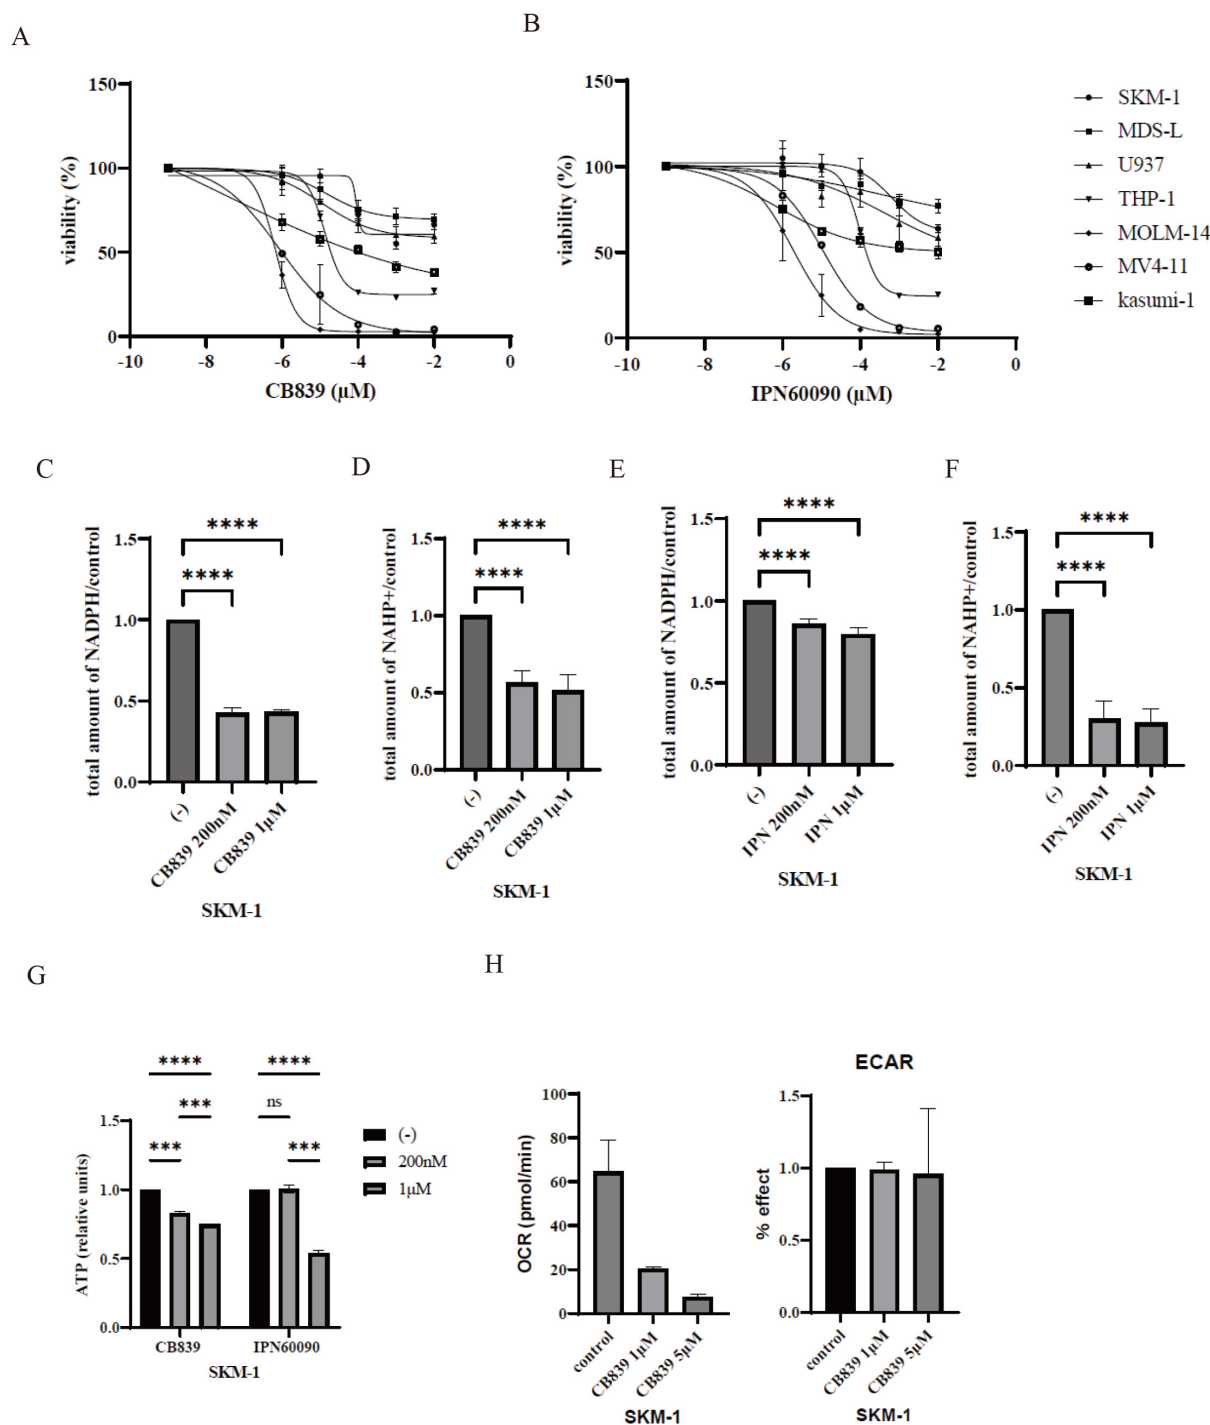 A
B
150
100
50
0
-10
-8
-6
-4
-2
0
viability (%)
CB839 (μM)
150
100
50
0
-10
-8
-6
-4
-2
0
viability (%)
IPN60090 (μM)
SKM-1
MDS-L
U937
THP-1
MOLM-14
MV4-11
kasumi-1
C
D
E
F
total amount of NADPH/control
1.5
1.0
0.5
0.0
****
****
(-)
CB839 200nM
CB839 1μM
SKM-1
total amount of NAHP+/control
1.5
1.0
0.5
0.0
****
****
(-)
CB839 200nM
CB839 1μM
SKM-1
total amount of NADPH/control
1.5
1.0
0.5
0.0
****
****
(-)
IPN 200nM
IPN 1μM
SKM-1
total amount of NAHP+/control
1.5
1.0
0.5
0.0
****
****
(-)
IPN 200nM
IPN 1μM
SKM-1
G
H
ATP (relative units)
1.5
1.0
0.5
0.0
****
***
***
****
ns
***
CB839
IPN60090
SKM-1
(-)
200nM
1μM
OCR (pmol/min)
100
80
60
40
20
0
control
CB839 1μM
CB839 5μM
SKM-1
ECAR
% effect
1.5
1.0
0.5
0.0
control
CB839 1μM
CB839 5μM
SKM-1